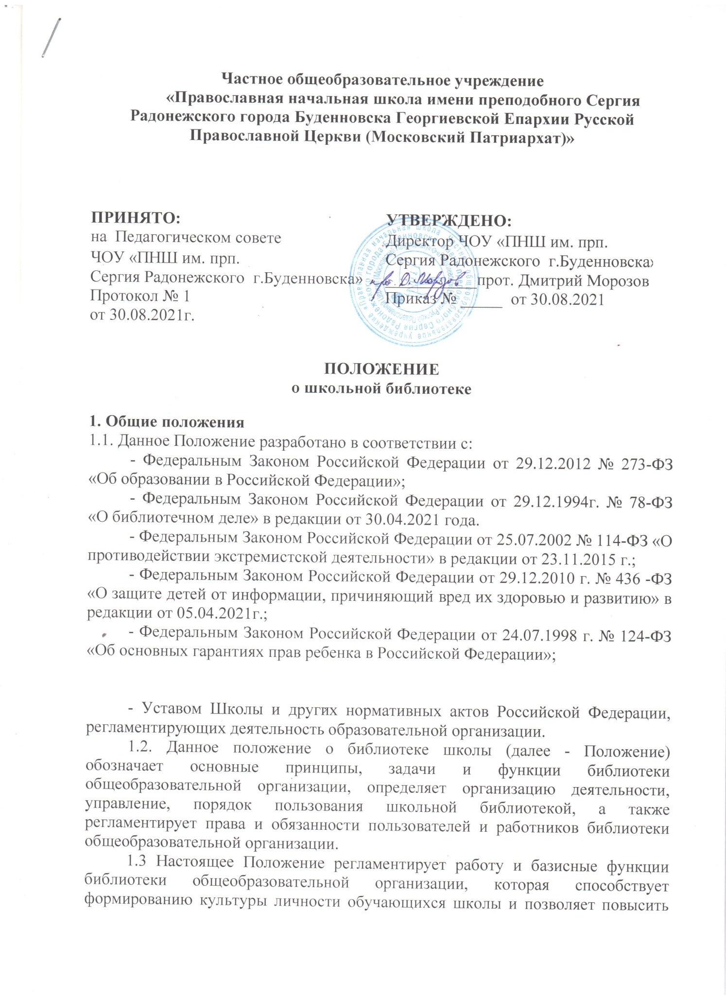 Частное общеобразовательное учреждение
«Православная начальная школа имени преподобного Сергия
Радонежского города Буденновска Георгиевской Епархии Русской
Православной Церкви (Московский Патриархат)»
ПРИНЯТО:
на Педагогическом совете
ЧОУ «ПНШ им. прп.
Сергия Радонежского г.Буденновска»
Протокол № 1
от 30.08.2021г.
УТВЕРЖДЕНО:
Директор ЧОУ «ПНШ им. прп.
Сергия Радонежского г.Буденновска»
прот. Д. Морозов прот. Дмитрий Морозов
Приказ № _____ от 30.08.2021
ПОЛОЖЕНИЕ
о школьной библиотеке
1. Общие положения
1.1. Данное Положение разработано в соответствии с:
- Федеральным Законом Российской Федерации от 29.12.2012 № 273-ФЗ
«Об образовании в Российской Федерации»;
- Федеральным Законом Российской Федерации от 29.12.1994г. № 78-ФЗ
«О библиотечном деле» в редакции от 30.04.2021 года.
- Федеральным Законом Российской Федерации от 25.07.2002 № 114-ФЗ «О
противодействии экстремистской деятельности» в редакции от 23.11.2015 г.;
- Федеральным Законом Российской Федерации от 29.12.2010 г. № 436 -ФЗ
«О защите детей от информации, причиняющий вред их здоровью и развитию» в
редакции от 05.04.2021г.;
- Федеральным Законом Российской Федерации от 24.07.1998 г. № 124-ФЗ
«Об основных гарантиях прав ребенка в Российской Федерации»;
- Уставом Школы и других нормативных актов Российской Федерации,
регламентирующих деятельность образовательной организации.
1.2. Данное положение о библиотеке школы (далее - Положение)
обозначает основные принципы, задачи и функции библиотеки
общеобразовательной организации, определяет организацию деятельности,
управление, порядок пользования школьной библиотекой, а также
регламентирует права и обязанности пользователей и работников библиотеки
общеобразовательной организации.
1.3 Настоящее Положение регламентирует работу и базисные функции
библиотеки общеобразовательной организации, которая способствует
формированию культуры личности обучающихся школы и позволяет повысить